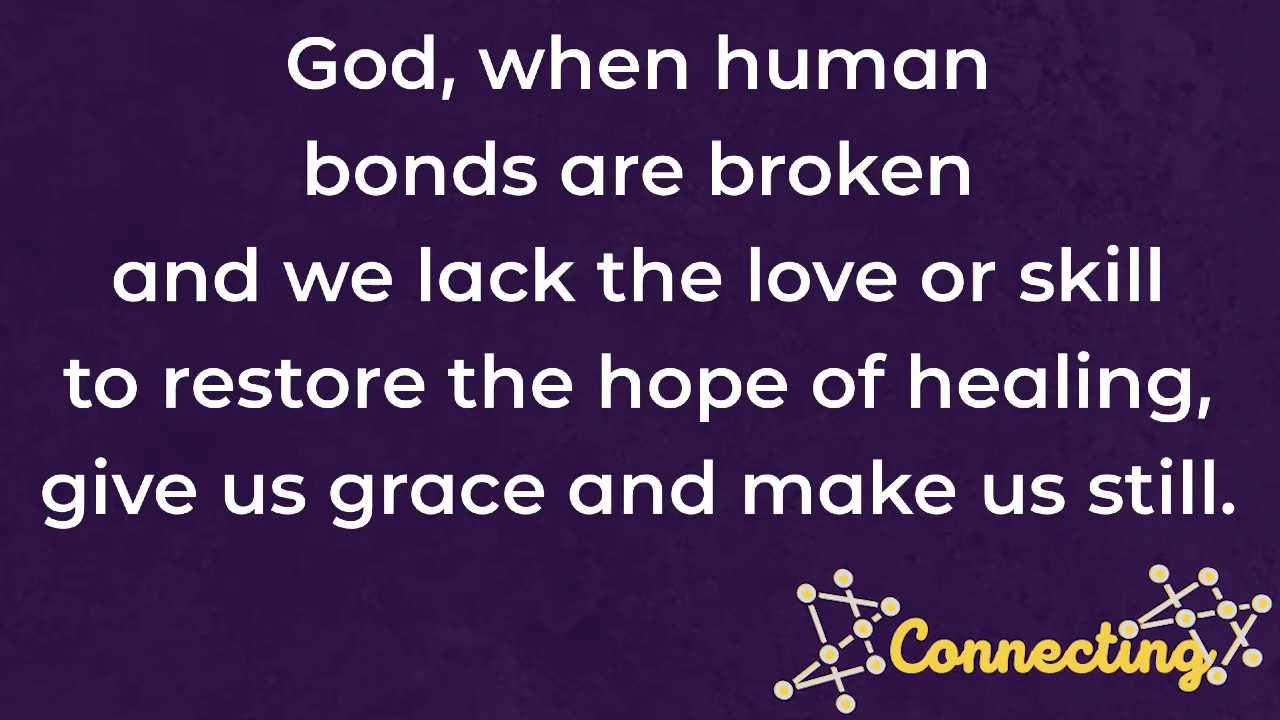 God, when human
bonds are broken
and we lack the love or skill
to restore the hope of healing,
give us grace and make us still.
Connecting